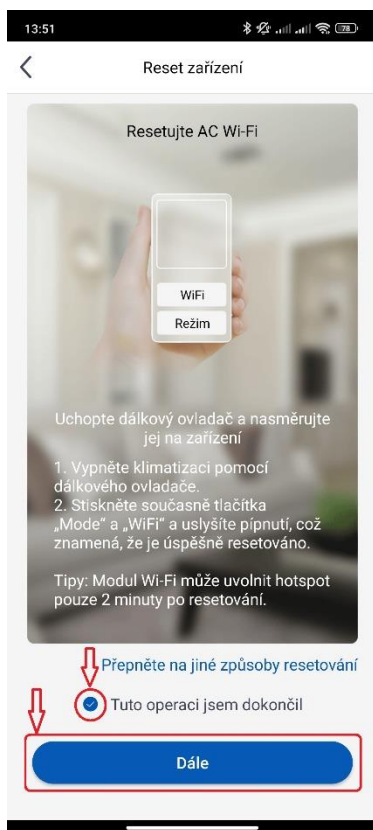 13:51
78
Reset zařízení
Resetujte AC Wi-Fi
WiFi
Režim
Uchopte dálkový ovladač a nasměrujte
jej na zařízení
1. Vypněte klimatizaci pomocí
dálkového ovladače.
2. Stiskněte současně tlačítka
„Mode“ a „WiFi“ a uslyšíte pípnutí, což
znamená, že je úspěšně resetováno.
Tipy: Modul Wi-Fi může uvolnit hotspot
pouze 2 minuty po resetování.
Přepněte na jiné způsoby resetování
Tuto operaci jsem dokončil
Dále